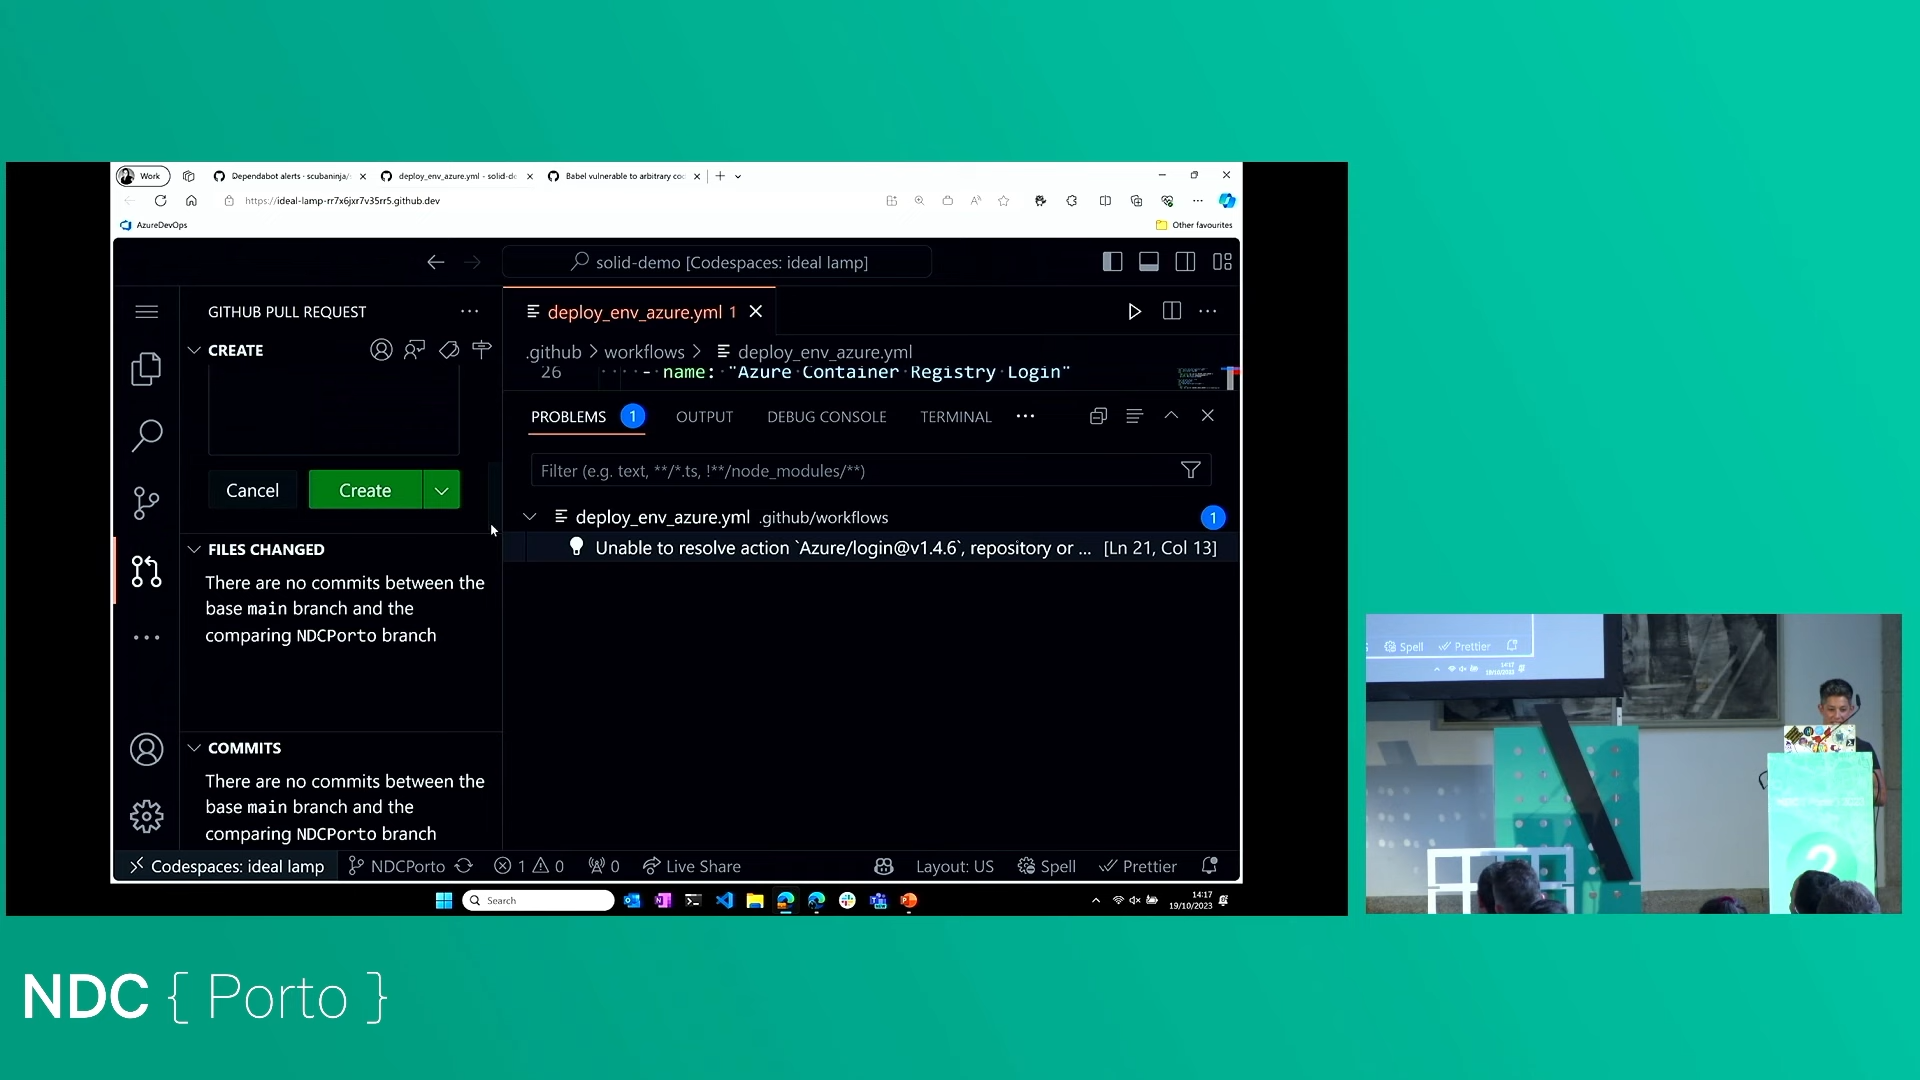 Work
Dependabot alerts · scubaninja/
deploy_env_azure.yml - solid-de
Babel vulnerable to arbitrary co
https://ideal-lamp-rr7x6jxr7v35rr5.github.dev
AzureDevOps
Other favourites
solid-demo [Codespaces: ideal lamp]
GITHUB PULL REQUEST
deploy_env_azure.yml 1
CREATE
.github > workflows > deploy_env_azure.yml
26 - name: "Azure Container Registry Login"
PROBLEMS 1 OUTPUT DEBUG CONSOLE TERMINAL
Filter (e.g. text, **/*.ts, !**/node_modules/**)
Cancel Create
deploy_env_azure.yml .github/workflows 1
Unable to resolve action `Azure/login@v1.4.6`, repository or ... [Ln 21, Col 13]
FILES CHANGED
There are no commits between the
base main branch and the
comparing NDCPorto branch
COMMITS
There are no commits between the
base main branch and the
comparing NDCPorto branch
Codespaces: ideal lamp NDCPorto 1 0 0 Live Share Layout: US Spell Prettier
Search
14:17
19/10/2023
Spell Prettier
14:17
19/10/2023
NDC { Porto }